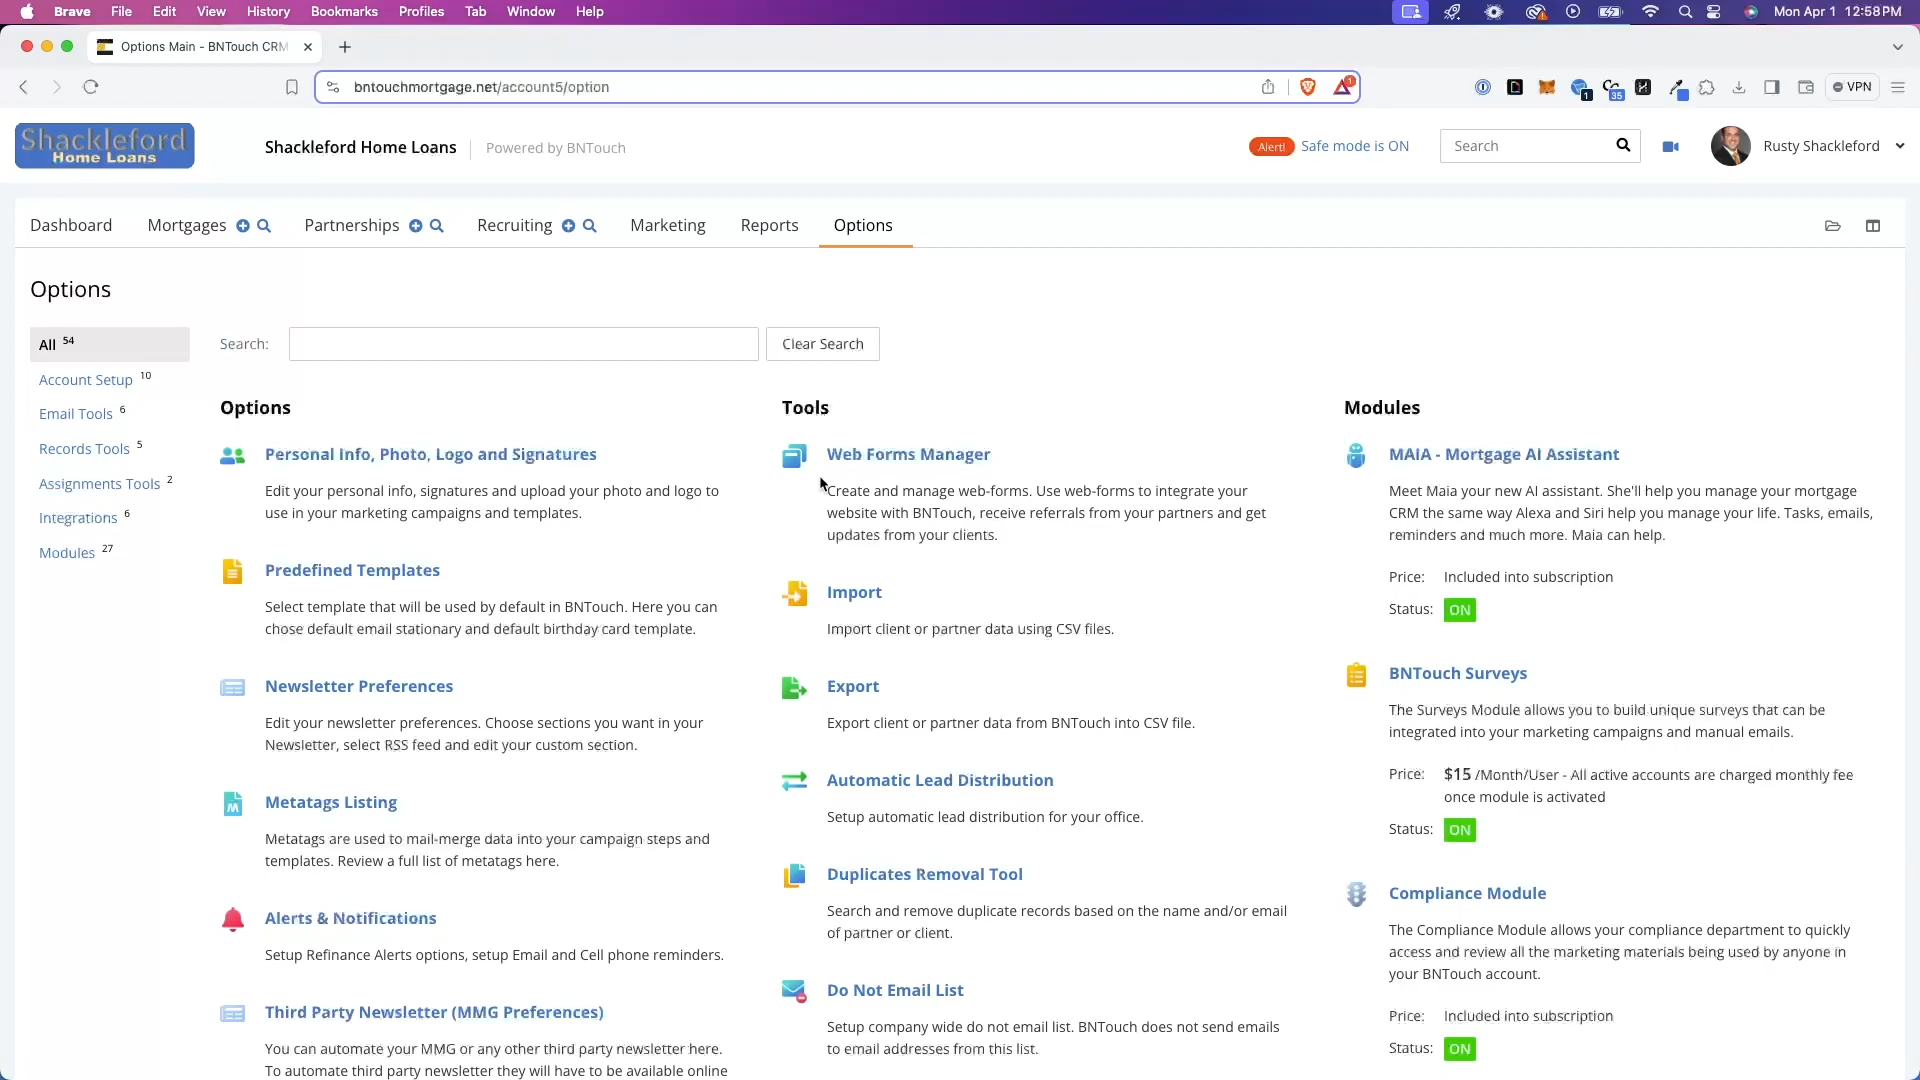 Brave File Edit View History Bookmarks Profiles Tab Window Help
Mon Apr 1 12:58 PM
Options Main - BNTouch CRM
bntouchmortgage.net/account5/option
1
1
35
VPN
Shackleford
Home Loans
Shackleford Home Loans
Powered by BNTouch
Alert! Safe mode is ON
Search
Rusty Shackleford
Dashboard Mortgages Partnerships Recruiting Marketing Reports Options
Options
All 54
Account Setup 10
Email Tools 6
Records Tools 5
Assignments Tools 2
Integrations 6
Modules 27
Search:
Clear Search
Options
Personal Info, Photo, Logo and Signatures
Edit your personal info, signatures and upload your photo and logo to
use in your marketing campaigns and templates.
Predefined Templates
Select template that will be used by default in BNTouch. Here you can
chose default email stationary and default birthday card template.
Newsletter Preferences
Edit your newsletter preferences. Choose sections you want in your
Newsletter, select RSS feed and edit your custom section.
Metatags Listing
Metatags are used to mail-merge data into your campaign steps and
templates. Review a full list of metatags here.
Alerts & Notifications
Setup Refinance Alerts options, setup Email and Cell phone reminders.
Third Party Newsletter (MMG Preferences)
You can automate your MMG or any other third party newsletter here.
To automate third party newsletter they will have to be available online
Tools
Web Forms Manager
Create and manage web-forms. Use web-forms to integrate your
website with BNTouch, receive referrals from your partners and get
updates from your clients.
Import
Import client or partner data using CSV files.
Export
Export client or partner data from BNTouch into CSV file.
Automatic Lead Distribution
Setup automatic lead distribution for your office.
Duplicates Removal Tool
Search and remove duplicate records based on the name and/or email
of partner or client.
Do Not Email List
Setup company wide do not email list. BNTouch does not send emails
to email addresses from this list.
Modules
MAIA - Mortgage AI Assistant
Meet Maia your new AI assistant. She'll help you manage your mortgage
CRM the same way Alexa and Siri help you manage your life. Tasks, emails,
reminders and much more. Maia can help.
Price: Included into subscription
Status: ON
BNTouch Surveys
The Surveys Module allows you to build unique surveys that can be
integrated into your marketing campaigns and manual emails.
Price: $15 /Month/User - All active accounts are charged monthly fee
once module is activated
Status: ON
Compliance Module
The Compliance Module allows your compliance department to quickly
access and review all the marketing materials being used by anyone in
your BNTouch account.
Price: Included into subscription
Status: ON